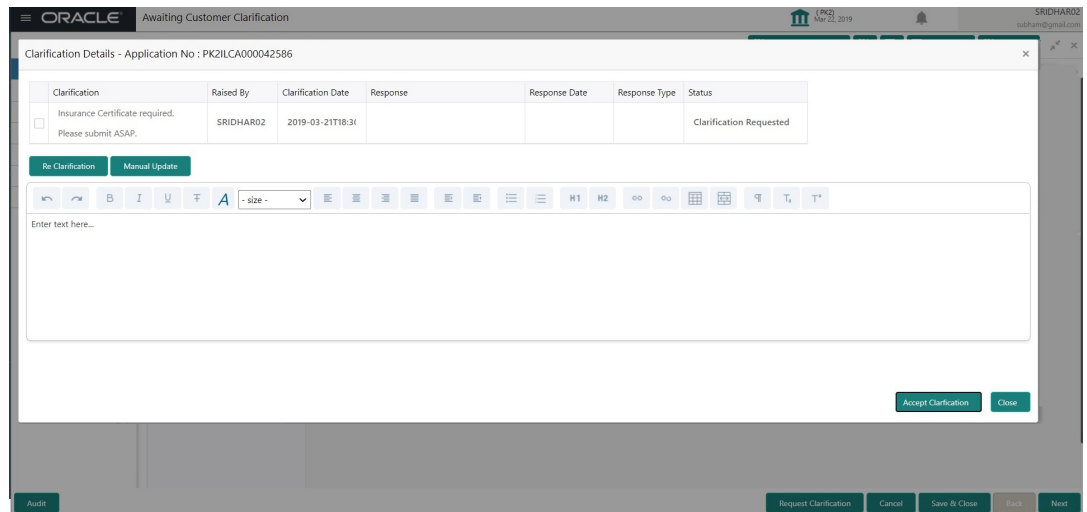 ORACLE
Awaiting Customer Clarification
( PK2)
Mar 22, 2019
SRIDHAR02
subham@gmail.com
Clarification Details - Application No : PK2ILCA000042586
Clarification Raised By Clarification Date Response Response Date Response Type Status
Insurance Certificate required.
Please submit ASAP.
SRIDHAR02 2019-03-21T18:3( Clarification Requested
Re Clarification Manual Update
B I U T A - size - H1 H2 ¶
Enter text here...
Accept Clarfication Close
Audit Request Clarification Cancel Save & Close Back Next